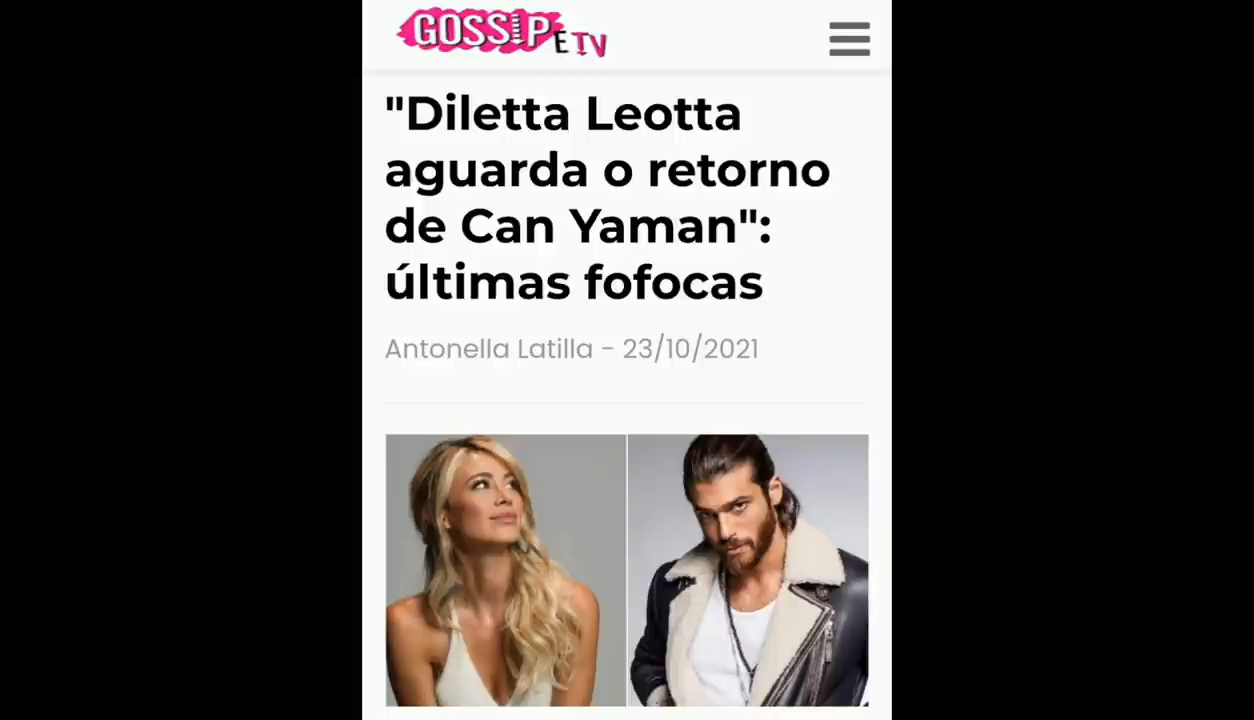 GOSSIP E TV
"Diletta Leotta
aguarda o retorno
de Can Yaman":
últimas fofocas
Antonella Latilla - 23/10/2021